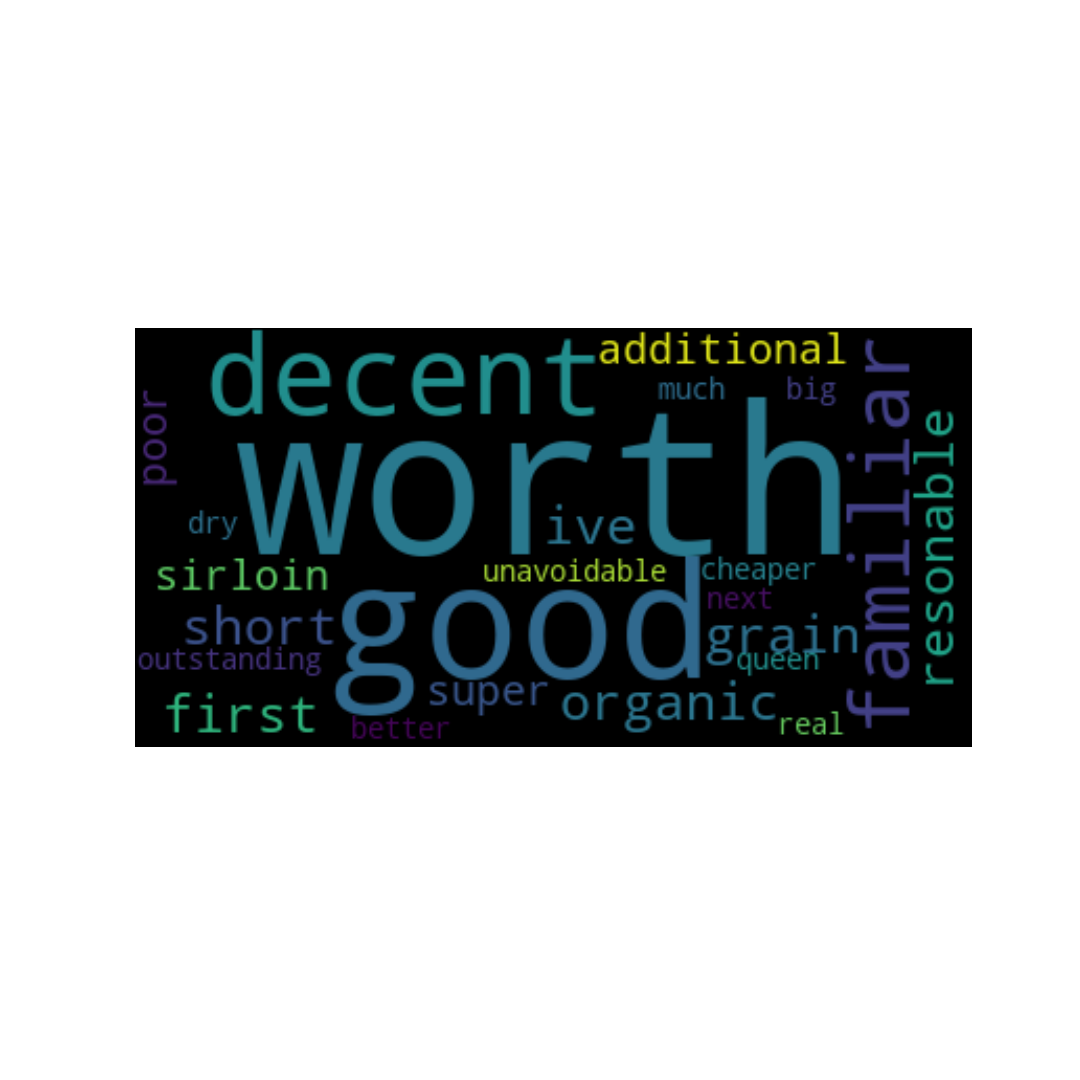 decent
additional
much
big
familiar
poor
worth
resonable
dry
ive
sirloin
unavoidable
cheaper
good
next
short
grain
outstanding
queen
super
organic
first
better
real